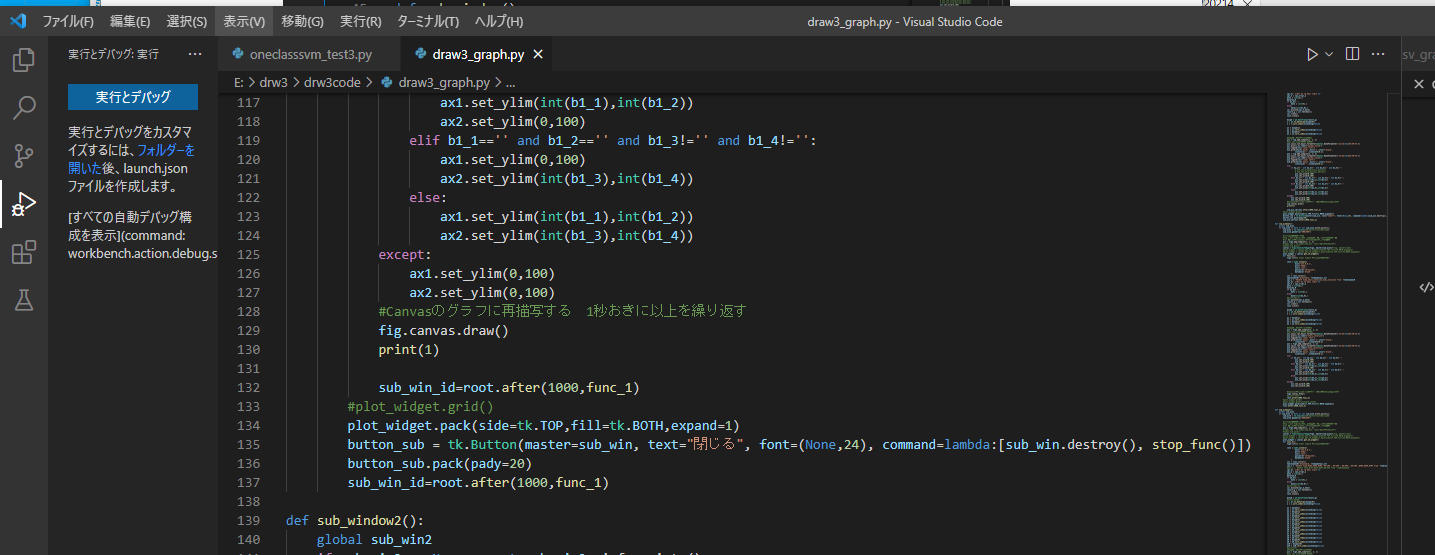 ファイル(F) 編集(E) 選択(S) 表示(V) 移動(G) 実行(R) ターミナル(T) ヘルプ(H) draw3_graph.py - Visual Studio Code
実行とデバッグ: 実行 ···
実行とデバッグ
実行とデバッグをカスタマ
イズするには、フォルダーを
開いた後、launch.json
ファイルを作成します。
[すべての自動デバッグ構
成を表示](command:
workbench.action.debug.s
oneclasssvm_test3.py draw3_graph.py
E: > drw3 > drw3code > draw3_graph.py > ...
117 ax1.set_ylim(int(b1_1),int(b1_2))
118 ax2.set_ylim(0,100)
119 elif b1_1=='' and b1_2=='' and b1_3!='' and b1_4!='':
120 ax1.set_ylim(0,100)
121 ax2.set_ylim(int(b1_3),int(b1_4))
122 else:
123 ax1.set_ylim(int(b1_1),int(b1_2))
124 ax2.set_ylim(int(b1_3),int(b1_4))
125 except:
126 ax1.set_ylim(0,100)
127 ax2.set_ylim(0,100)
128 #Canvasのグラフに再描写する　1秒おきに以上を繰り返す
129 fig.canvas.draw()
130 print(1)
131
132 sub_win_id=root.after(1000,func_1)
133 #plot_widget.grid()
134 plot_widget.pack(side=tk.TOP,fill=tk.BOTH,expand=1)
135 button_sub = tk.Button(master=sub_win, text="閉じる", font=(None,24), command=lambda:[sub_win.destroy(), stop_func()])
136 button_sub.pack(pady=20)
137 sub_win_id=root.after(1000,func_1)
138
139 def sub_window2():
140 global sub_win2
sv_gra